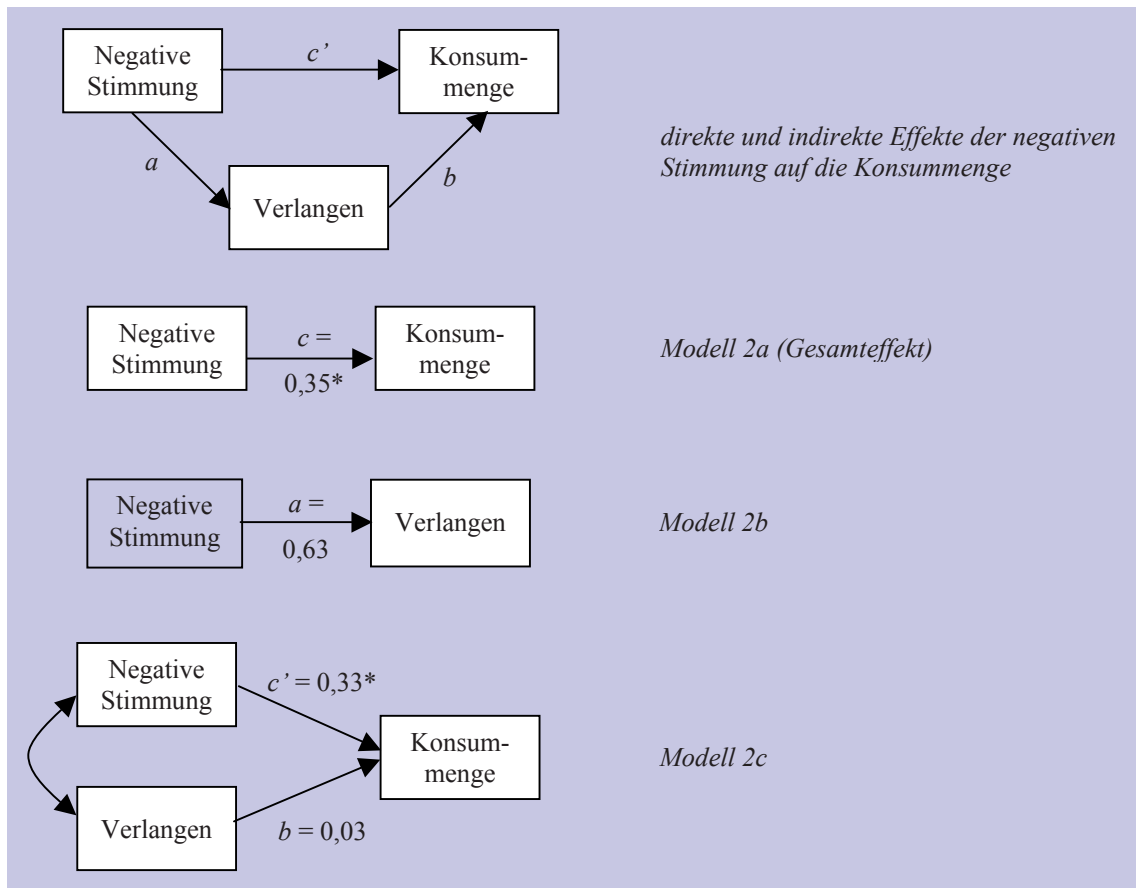 Negative
Stimmung
c’
Konsum-
menge
a
b
Verlangen
direkte und indirekte Effekte der negativen
Stimmung auf die Konsummenge
Negative
Stimmung
c =
0,35*
Konsum-
menge
Modell 2a (Gesamteffekt)
Negative
Stimmung
a =
0,63
Verlangen
Modell 2b
Negative
Stimmung
c’ = 0,33*
Konsum-
menge
Modell 2c
Verlangen
b = 0,03